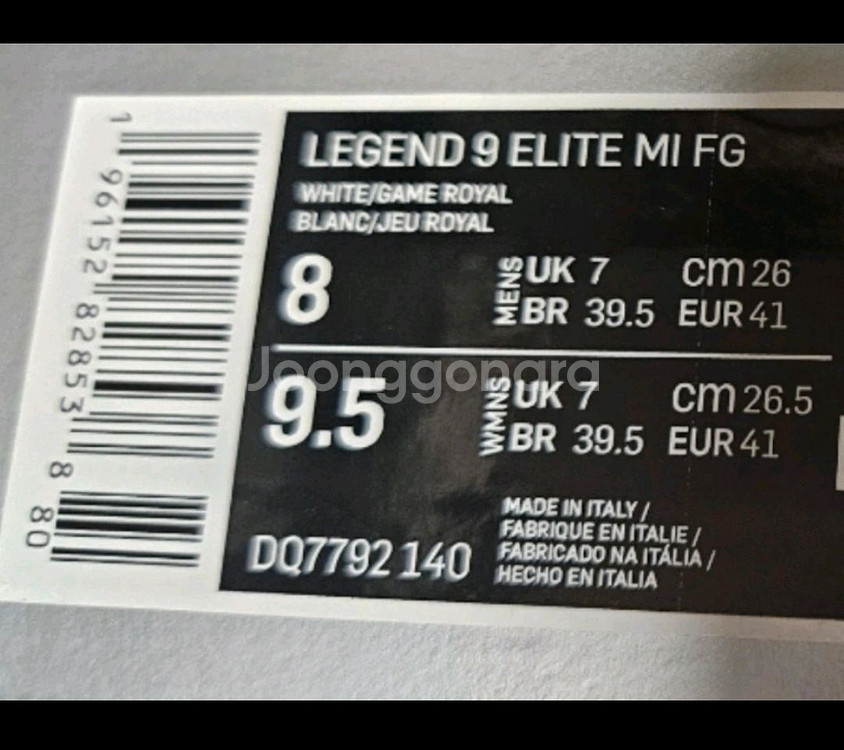 LEGEND 9 ELITE MI FG
WHITE/GAME ROYAL
BLANC/JEU ROYAL
8
MENS
UK 7 cm 26
BR 39.5 EUR 41
Joonggonara
9.5
WMNS
UK 7 cm 26.5
BR 39.5 EUR 41
MADE IN ITALY /
FABRIQUE EN ITALIE /
FABRICADO NA ITÁLIA /
HECHO EN ITALIA
DQ7792 140
1 96152 82853 8 80